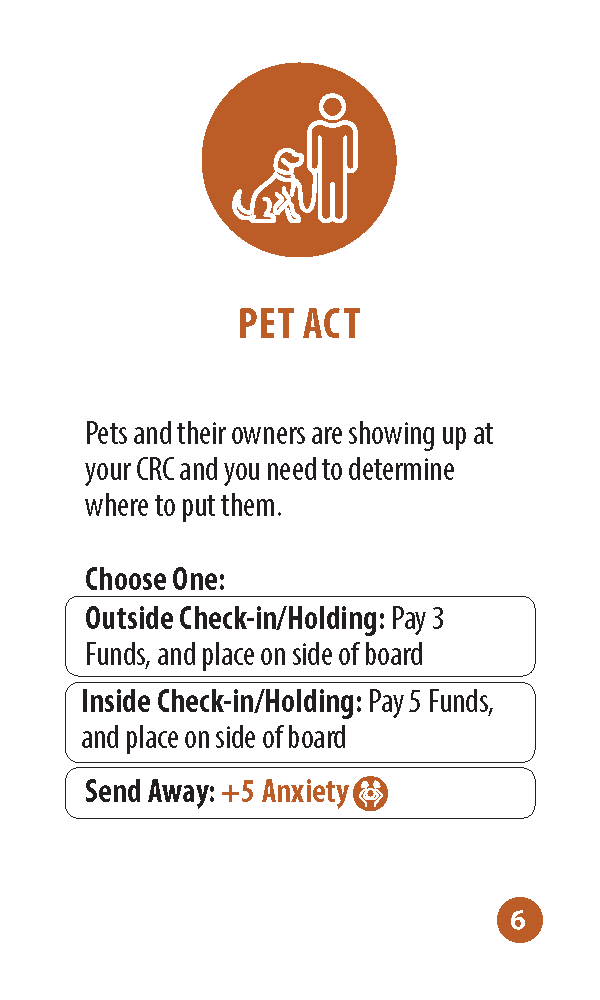 PET ACT
Pets and their owners are showing up at
your CRC and you need to determine
where to put them.
Choose One:
Outside Check-in/Holding: Pay 3
Funds, and place on side of board
Inside Check-in/Holding: Pay 5 Funds,
and place on side of board
Send Away: +5 Anxiety
6